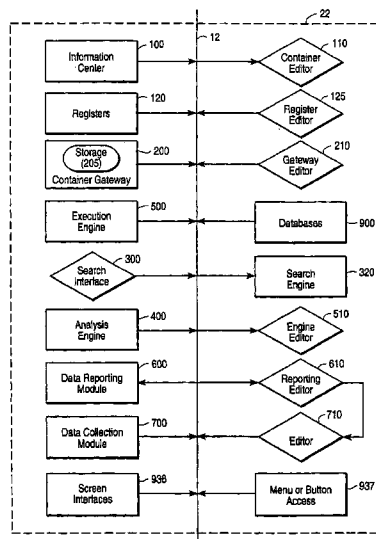 22
12
100
Information
Center
110
Container
Editor
120
Registers
125
Register
Editor
Storage
(205)
Container Gateway
200
210
Gateway
Editor
500
Execution
Engine
Databases
900
300
Search
Interface
Search
Engine
320
400
Analysis
Engine
510
Engine
Editor
600
Data Reporting
Module
610
Reporting
Editor
700
Data Collection
Module
710
Editor
936
Screen
Interfaces
Menu or Button
Access
937